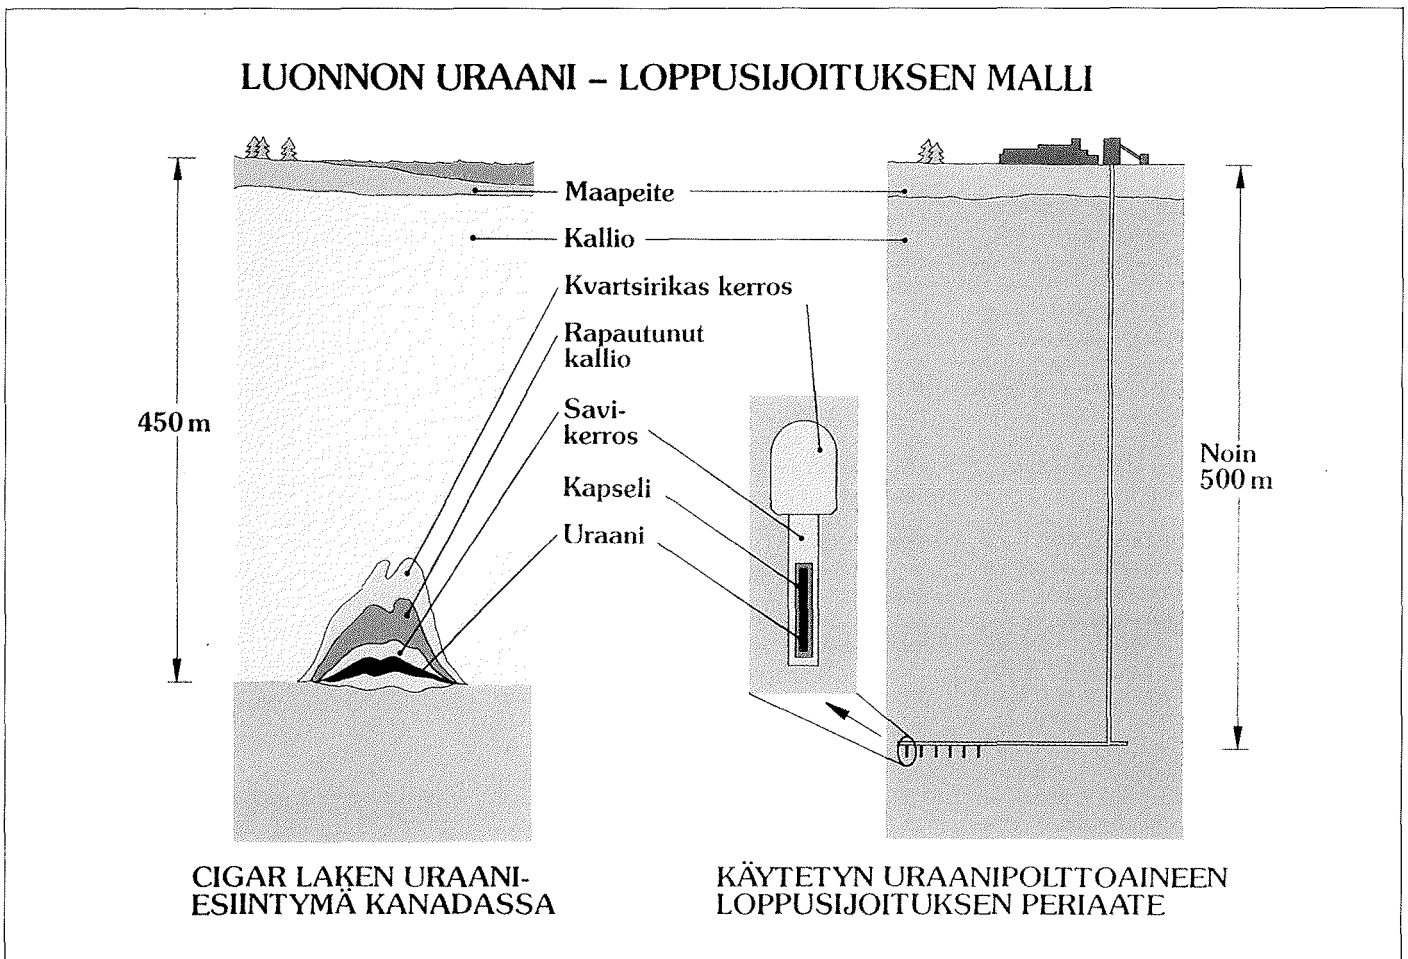 LUONNON URAANI – LOPPUSIJOITUKSEN MALLI
Maapeite
Kallio
Kvartsirikas kerros
Rapautunut
kallio
Savi-
kerros
Kapseli
Uraani
450 m
Noin
500 m
CIGAR LAKEN URAANI-
ESIINTYMÄ KANADASSA
KÄYTETYN URAANIPOLTTOAINEEN
LOPPUSIJOITUKSEN PERIAATE